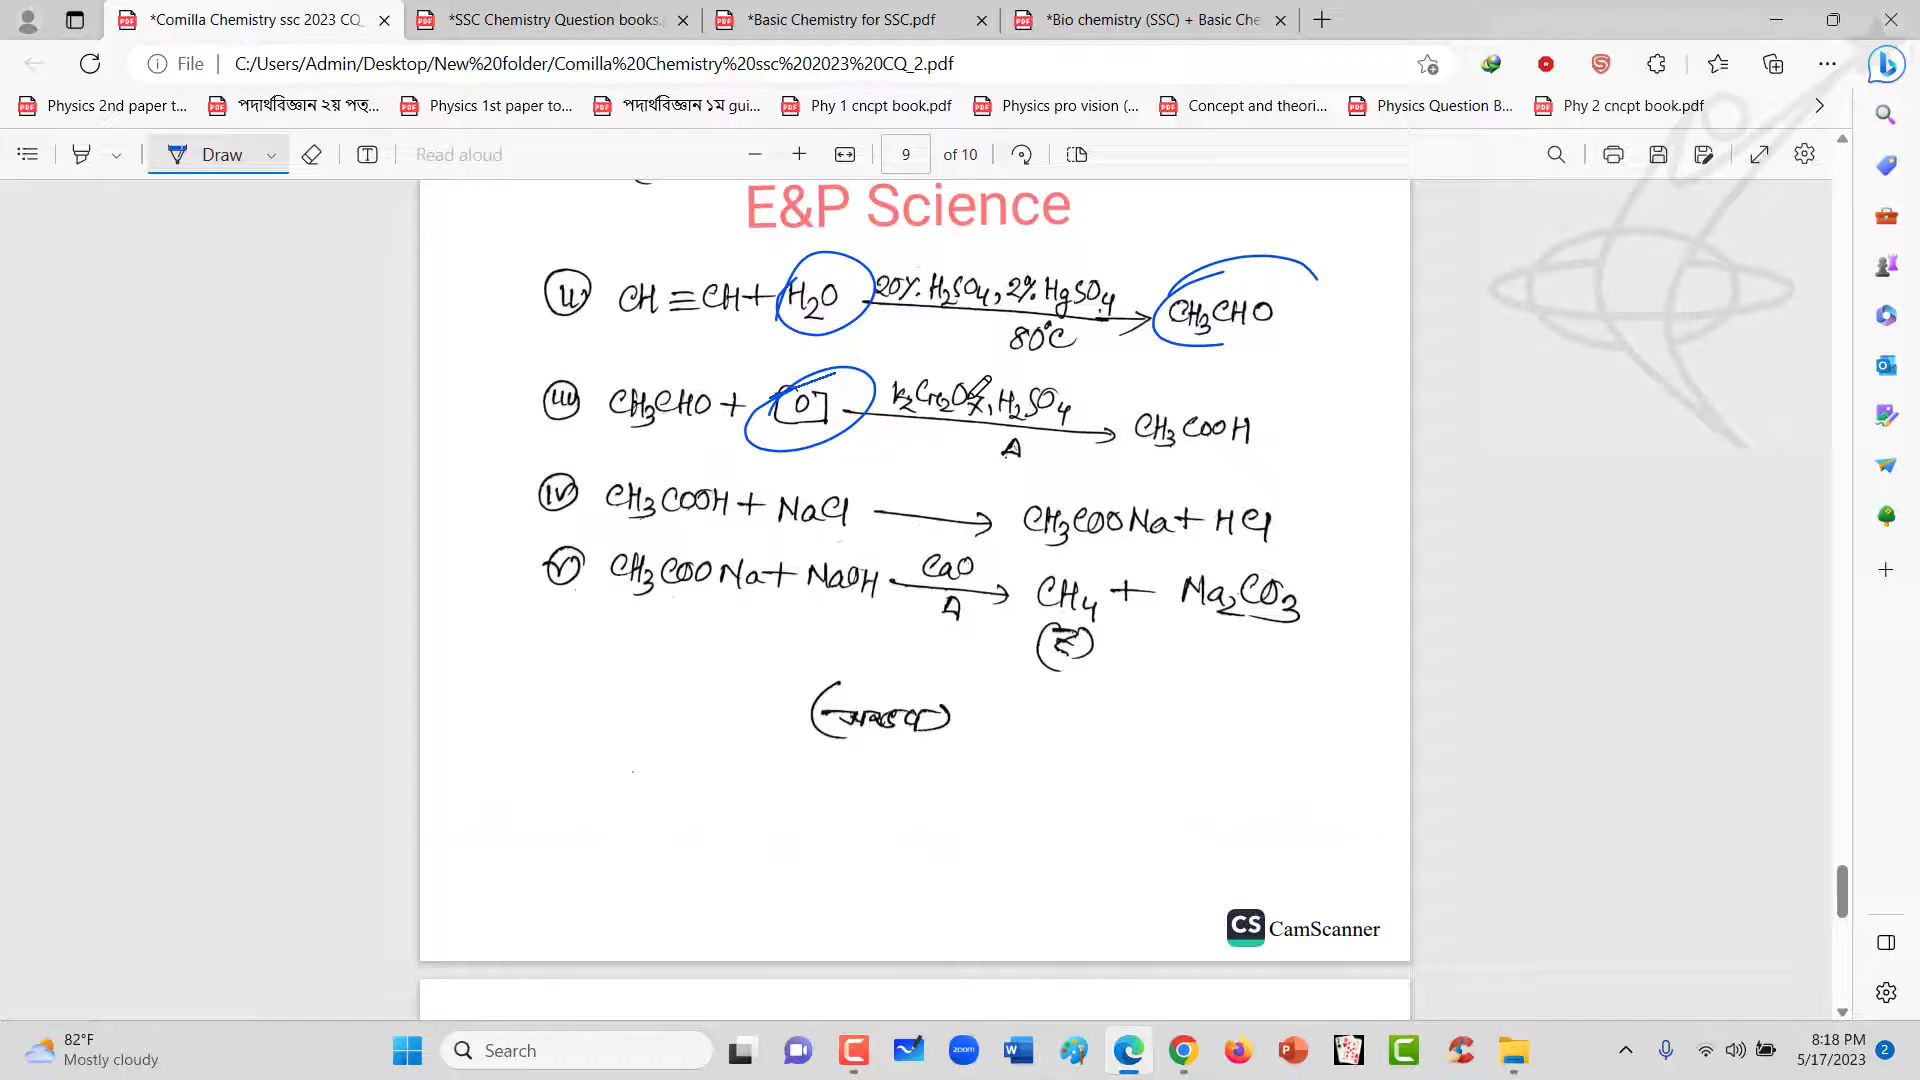 *Comilla Chemistry ssc 2023 CQ_
*SSC Chemistry Question books.
*Basic Chemistry for SSC.pdf
*Bio chemistry (SSC) + Basic Che
File
C:/Users/Admin/Desktop/New%20folder/Comilla%20Chemistry%20ssc%202023%20CQ_2.pdf
Physics 2nd paper t...
পদার্থবিজ্ঞান ২য় পত্...
Physics 1st paper to...
পদার্থবিজ্ঞান ১ম gui...
Phy 1 cncpt book.pdf
Physics pro vision (...
Concept and theori...
Physics Question B...
Phy 2 cncpt book.pdf
Draw
Read aloud
9 of 10
E&P Science
(ii) CH≡CH + H2O 20% H2SO4, 2% HgSO4 80°C → CH3CHO
(iii) CH3CHO + [O] K2Cr2O7, H2SO4 Δ → CH3COOH
(iv) CH3COOH + NaCl → CH3COONa + HCl
(v) CH3COONa + NaOH CaO Δ → CH4 + Na2CO3
CS CamScanner
82°F
Mostly cloudy
Search
zoom
8:18 PM
5/17/2023
2